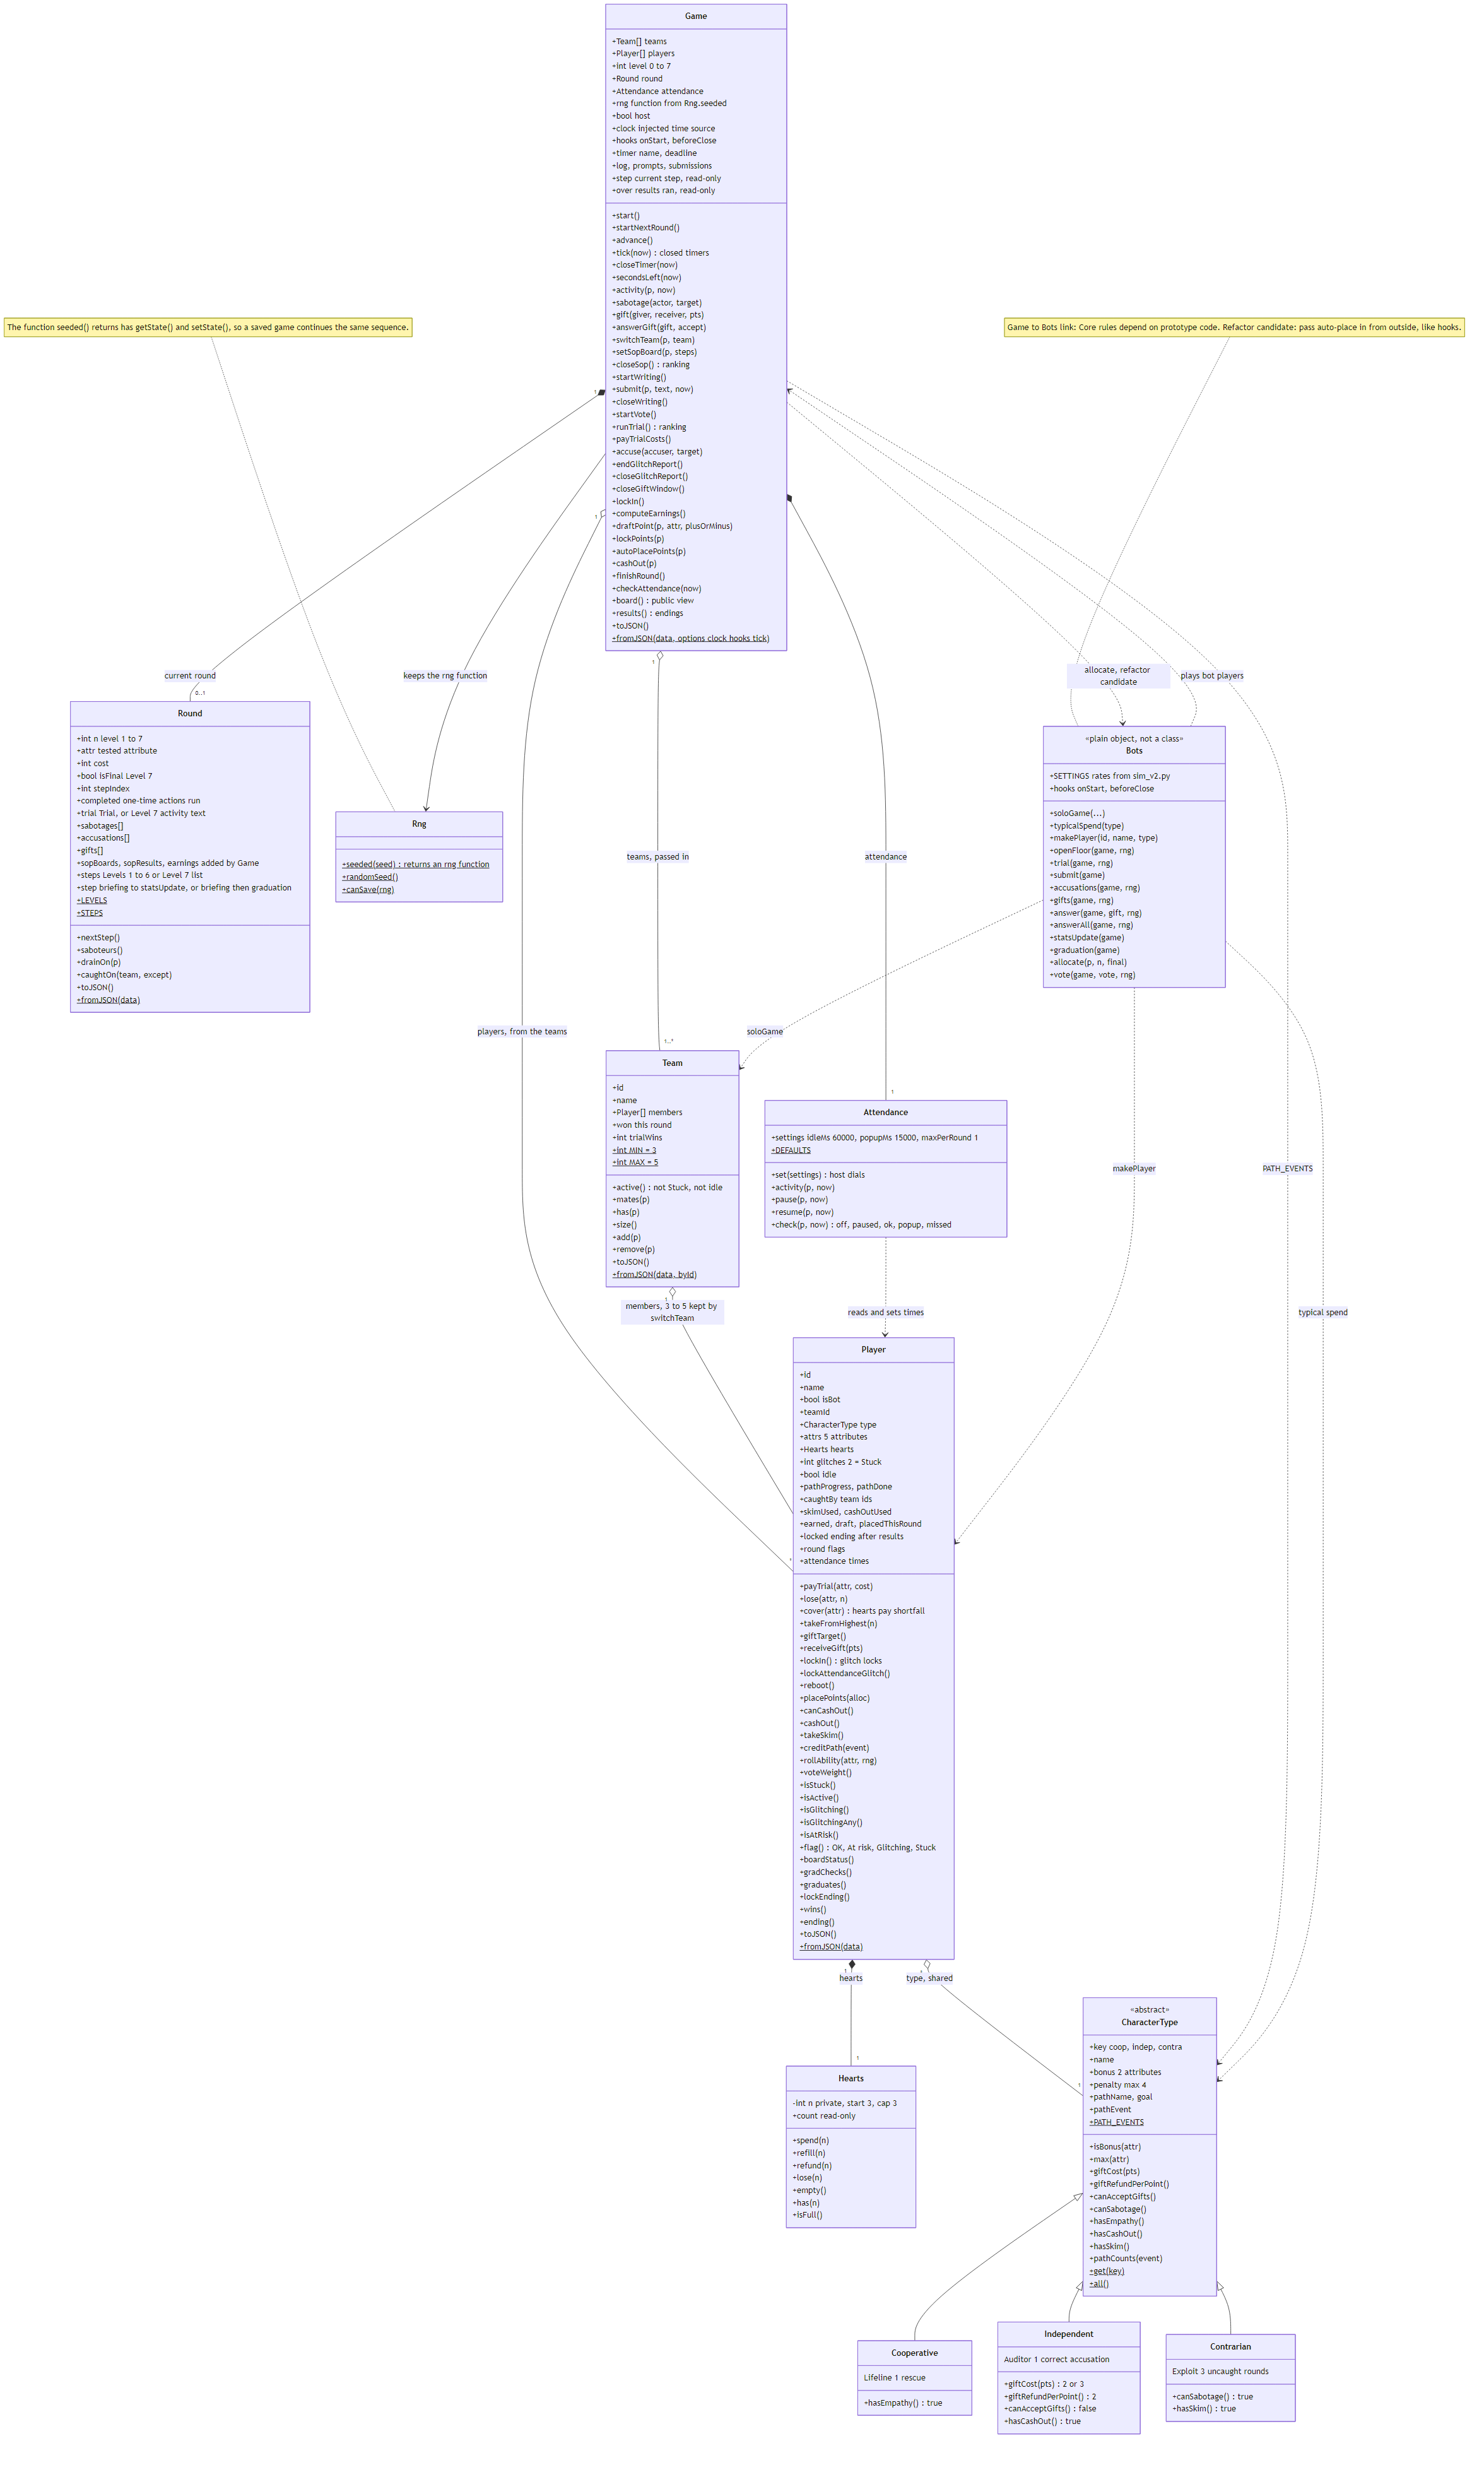 Game
+Team[] teams
+Player[] players
+int level 0 to 7
+Round round
+Attendance attendance
+rng function from Rng.seeded
+bool host
+clock injected time source
+hooks onStart, beforeClose
+timer name, deadline
+log, prompts, submissions
+step current step, read-only
+over results ran, read-only
+start()
+startNextRound()
+advance()
+tick(now) : closed timers
+closeTimer(now)
+secondsLeft(now)
+activity(p, now)
+sabotage(actor, target)
+gift(giver, receiver, pts)
+answerGift(gift, accept)
+switchTeam(p, team)
+setSopBoard(p, steps)
+closeSop() : ranking
+startWriting()
+submit(p, text, now)
+closeWriting()
+startVote()
+runTrial() : ranking
+payTrialCosts()
+accuse(accuser, target)
+endGlitchReport()
+closeGlitchReport()
+closeGiftWindow()
+lockIn()
+computeEarnings()
+draftPoint(p, attr, plusOrMinus)
+lockPoints(p)
+autoPlacePoints(p)
+cashOut(p)
+finishRound()
+checkAttendance(now)
+board() : public view
+results() : endings
+toJSON()
+fromJSON(data, options clock hooks tick)
The function seeded() returns has getState() and setState(), so a saved game continues the same sequence.
Game to Bots link: Core rules depend on prototype code. Refactor candidate: pass auto-place in from outside, like hooks.
1
1
1
current round
0..1
keeps the rng function
allocate, refactor
candidate
plays bot players
Round
+int n level 1 to 7
+attr tested attribute
+int cost
+bool isFinal Level 7
+int stepIndex
+completed one-time actions run
+trial Trial, or Level 7 activity text
+sabotages[]
+accusations[]
+gifts[]
+sopBoards, sopResults, earnings added by Game
+steps Levels 1 to 6 or Level 7 list
+step briefing to statsUpdate, or briefing then graduation
+LEVELS
+STEPS
+nextStep()
+saboteurs()
+drainOn(p)
+caughtOn(team, except)
+toJSON()
+fromJSON(data)
Rng
+seeded(seed) : returns an rng function
+randomSeed()
+canSave(rng)
«plain object, not a class»
Bots
+SETTINGS rates from sim_v2.py
+hooks onStart, beforeClose
+soloGame(...)
+typicalSpend(type)
+makePlayer(id, name, type)
+openFloor(game, rng)
+trial(game, rng)
+submit(game)
+accusations(game, rng)
+gifts(game, rng)
+answer(game, gift, rng)
+answerAll(game, rng)
+statsUpdate(game)
+graduation(game)
+allocate(p, n, final)
+vote(game, vote, rng)
teams, passed in
attendance
players, from the teams
soloGame
1..*
1
makePlayer
PATH_EVENTS
typical spend
Team
+id
+name
+Player[] members
+won this round
+int trialWins
+int MIN = 3
+int MAX = 5
+active() : not Stuck, not idle
+mates(p)
+has(p)
+size()
+add(p)
+remove(p)
+toJSON()
+fromJSON(data, byId)
Attendance
+settings idleMs 60000, popupMs 15000, maxPerRound 1
+DEFAULTS
+set(settings) : host dials
+activity(p, now)
+pause(p, now)
+resume(p, now)
+check(p, now) : off, paused, ok, popup, missed
1
members, 3 to 5 kept by
switchTeam
reads and sets times
*
Player
+id
+name
+bool isBot
+teamId
+CharacterType type
+attrs 5 attributes
+Hearts hearts
+int glitches 2 = Stuck
+bool idle
+pathProgress, pathDone
+caughtBy team ids
+skimUsed, cashOutUsed
+earned, draft, placedThisRound
+locked ending after results
+round flags
+attendance times
+payTrial(attr, cost)
+lose(attr, n)
+cover(attr) : hearts pay shortfall
+takeFromHighest(n)
+giftTarget()
+receiveGift(pts)
+lockIn() : glitch locks
+lockAttendanceGlitch()
+reboot()
+placePoints(alloc)
+canCashOut()
+cashOut()
+takeSkim()
+creditPath(event)
+rollAbility(attr, rng)
+voteWeight()
+isStuck()
+isActive()
+isGlitching()
+isGlitchingAny()
+isAtRisk()
+flag() : OK, At risk, Glitching, Stuck
+boardStatus()
+gradChecks()
+graduates()
+lockEnding()
+wins()
+ending()
+toJSON()
+fromJSON(data)
1
hearts
*
type, shared
1
1
Hearts
-int n private, start 3, cap 3
+count read-only
+spend(n)
+refill(n)
+refund(n)
+lose(n)
+empty()
+has(n)
+isFull()
«abstract»
CharacterType
+key coop, indep, contra
+name
+bonus 2 attributes
+penalty max 4
+pathName, goal
+pathEvent
+PATH_EVENTS
+isBonus(attr)
+max(attr)
+giftCost(pts)
+giftRefundPerPoint()
+canAcceptGifts()
+canSabotage()
+hasEmpathy()
+hasCashOut()
+hasSkim()
+pathCounts(event)
+get(key)
+all()
Cooperative
Lifeline 1 rescue
+hasEmpathy() : true
Independent
Auditor 1 correct accusation
+giftCost(pts) : 2 or 3
+giftRefundPerPoint() : 2
+canAcceptGifts() : false
+hasCashOut() : true
Contrarian
Exploit 3 uncaught rounds
+canSabotage() : true
+hasSkim() : true